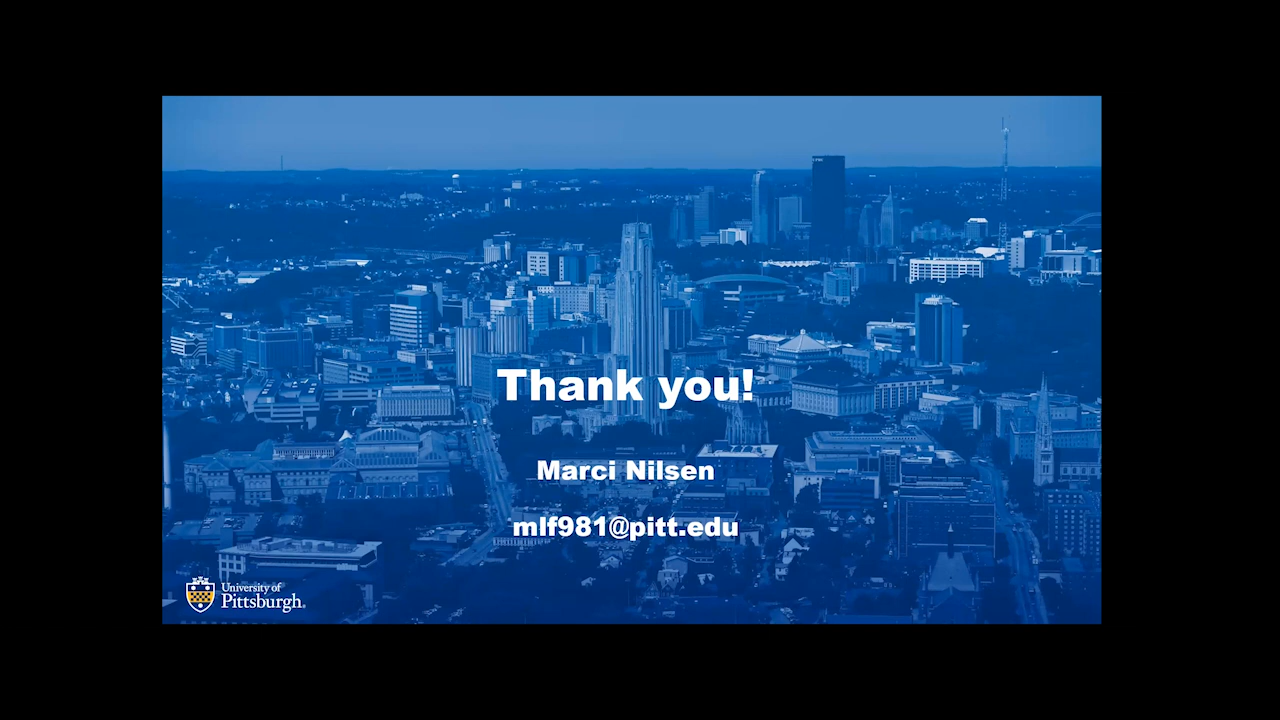 Thank you!
Marci Nilsen
mlf981@pitt.edu
University of
Pittsburgh®